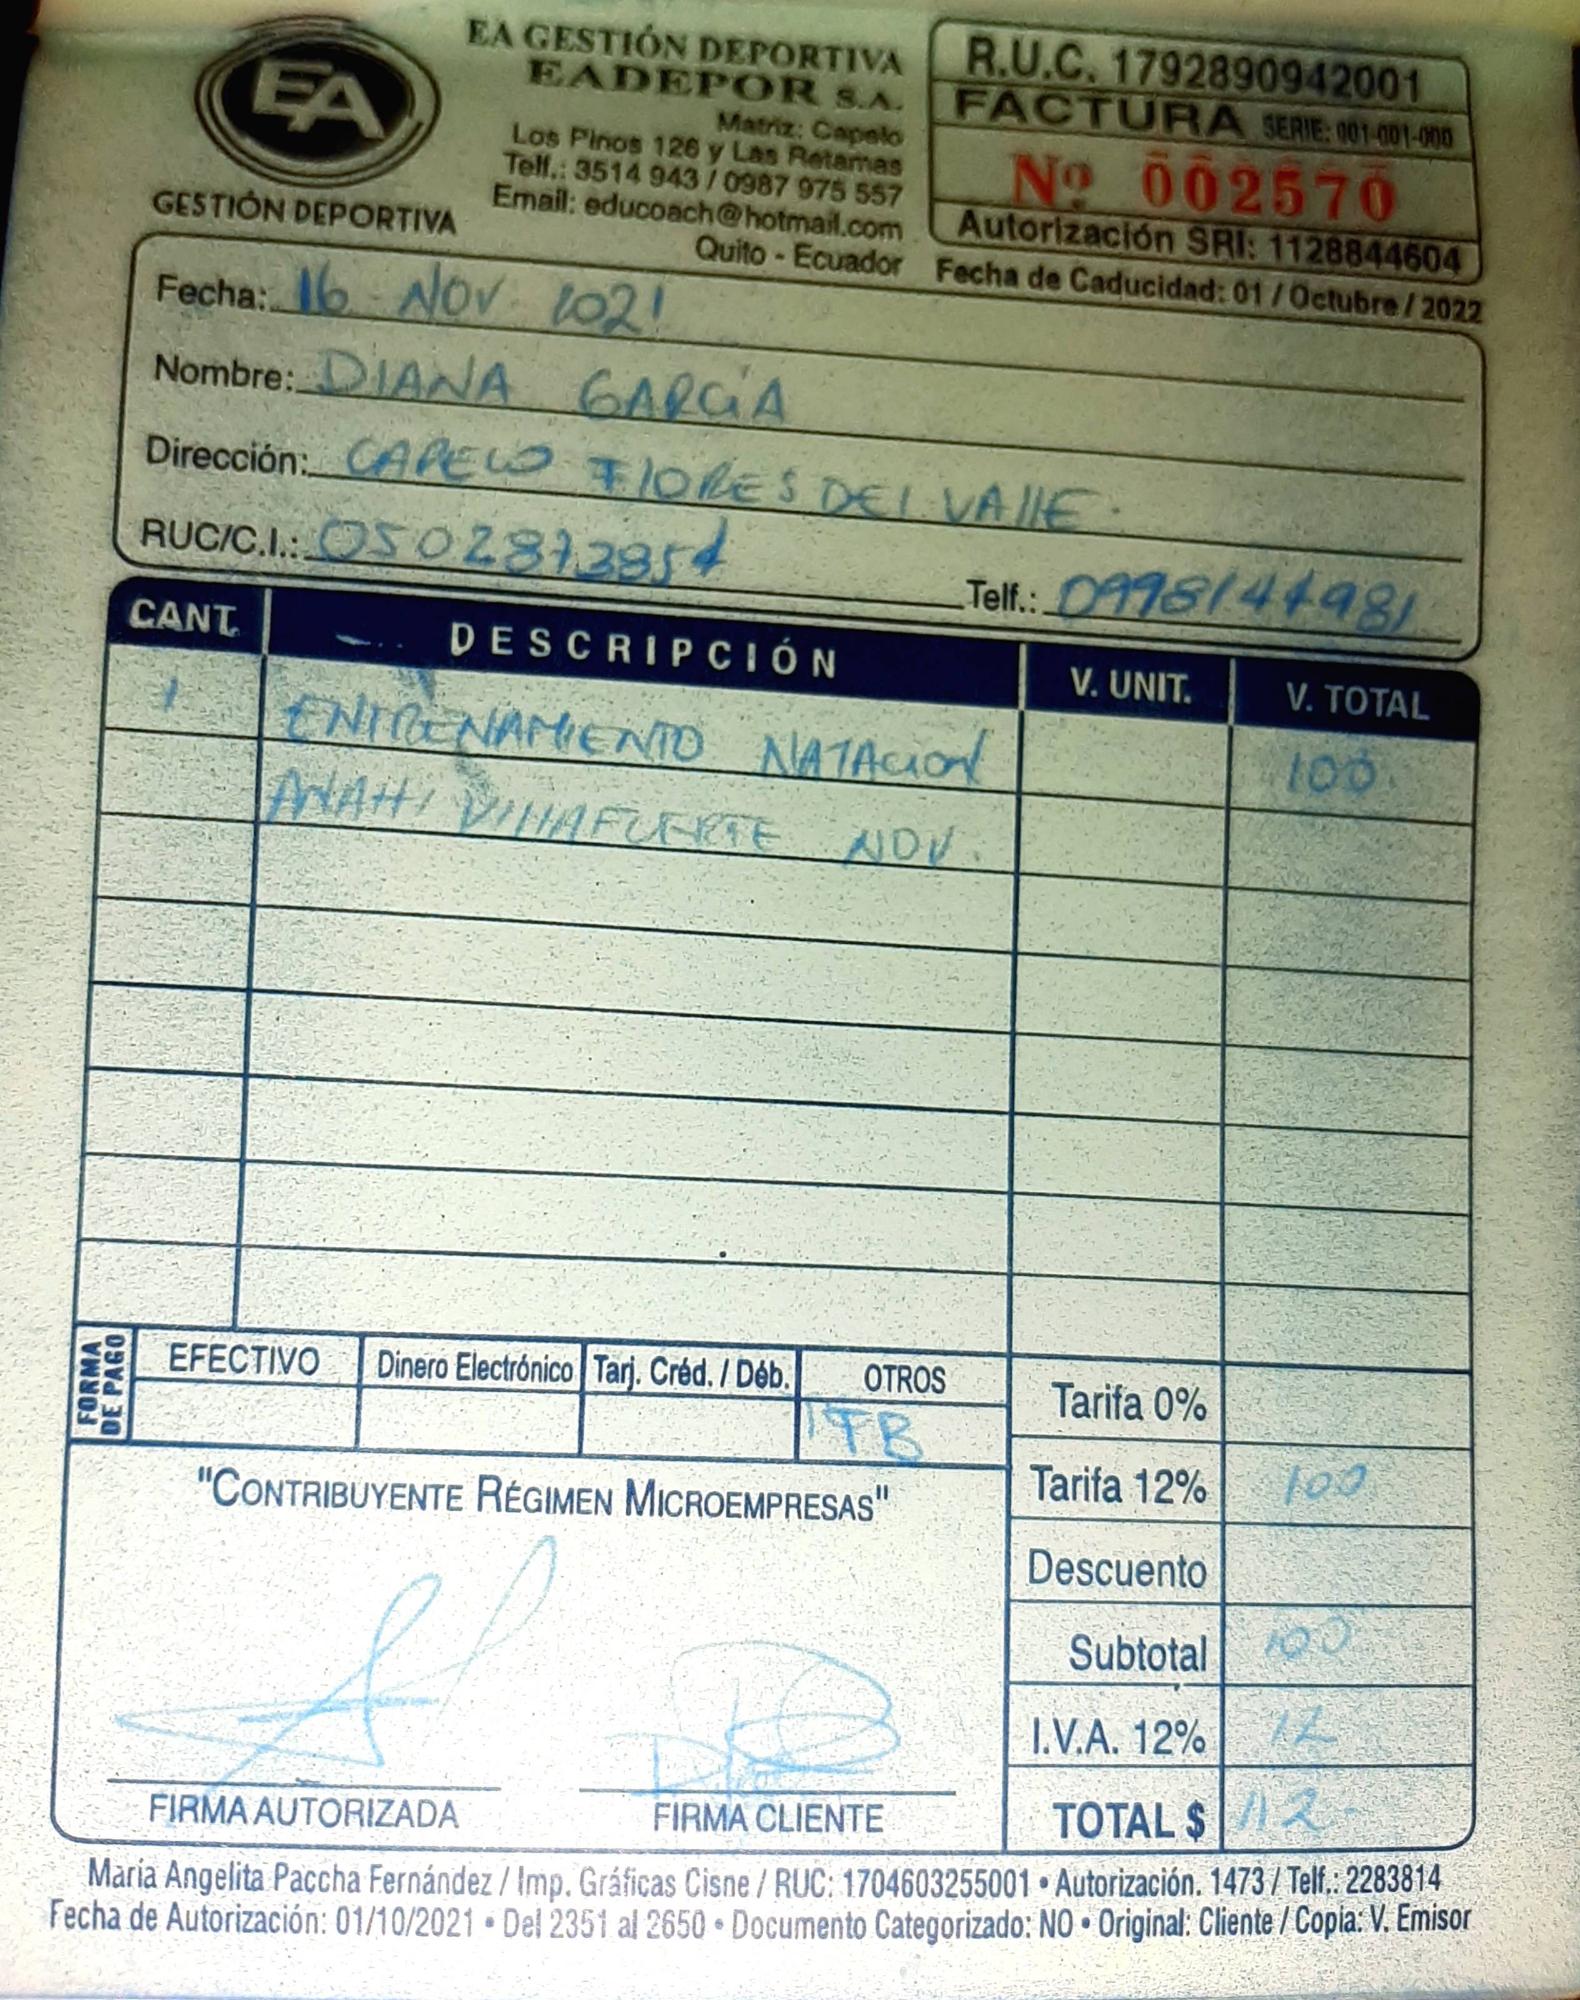 EA
GESTIÓN DEPORTIVA
EA GESTIÓN DEPORTIVA
EADEPOR S.A.
Matriz: Capelo
Los Pinos 126 y Las Retamas
Telf.: 3514 943 / 0987 975 557
Email: educoach@hotmail.com
Quito - Ecuador
R.U.C. 1792890942001
FACTURA SERIE: 001-001-000
Nº 002570
Autorización SRI: 1128844604
Fecha de Caducidad: 01 / Octubre / 2022
Fecha: 16 NOV 2021
Nombre: DIANA GARCÍA
Dirección: CAPELO FLORES DEL VALLE.
RUC/C.I.: 0502873854 Telf.: 0998144981
CANT. DESCRIPCIÓN V. UNIT. V. TOTAL
1 ENTRENAMIENTO NATACION 100
ANAHI VILLAFUERTE NOV.
FORMA DE PAGO
EFECTIVO Dinero Electrónico Tarj. Créd. / Déb. OTROS
TB
Tarifa 0%
Tarifa 12% 100
Descuento
Subtotal 100
I.V.A. 12% 12
TOTAL $ 112
"CONTRIBUYENTE RÉGIMEN MICROEMPRESAS"
FIRMA AUTORIZADA FIRMA CLIENTE
María Angelita Paccha Fernández / Imp. Gráficas Cisne / RUC: 1704603255001 • Autorización. 1473 / Telf.: 2283814
Fecha de Autorización: 01/10/2021 • Del 2351 al 2650 • Documento Categorizado: NO • Original: Cliente / Copia: V. Emisor